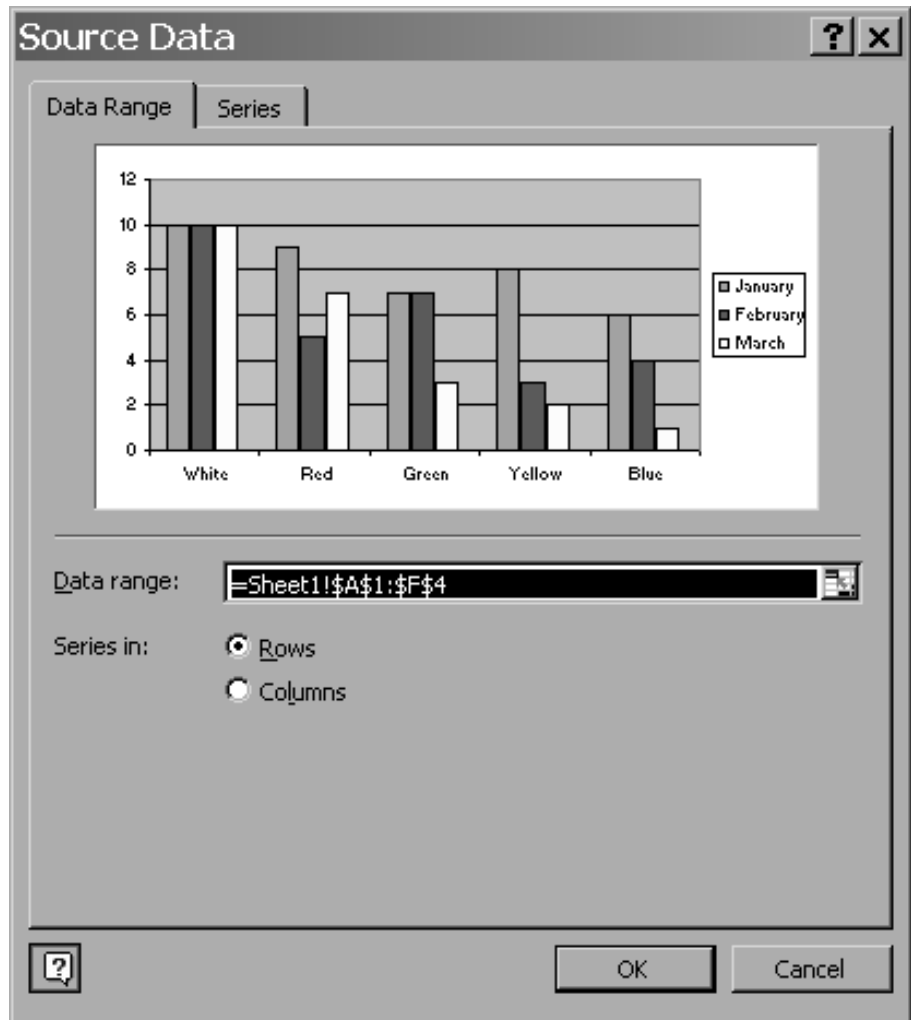 Source Data
?
×
Data Range
Series
12
10
8
6
4
2
0
White Red Green Yellow Blue
January
February
March
Data range: =Sheet1!$A$1:$F$4
Series in: Rows
Columns
?
OK Cancel